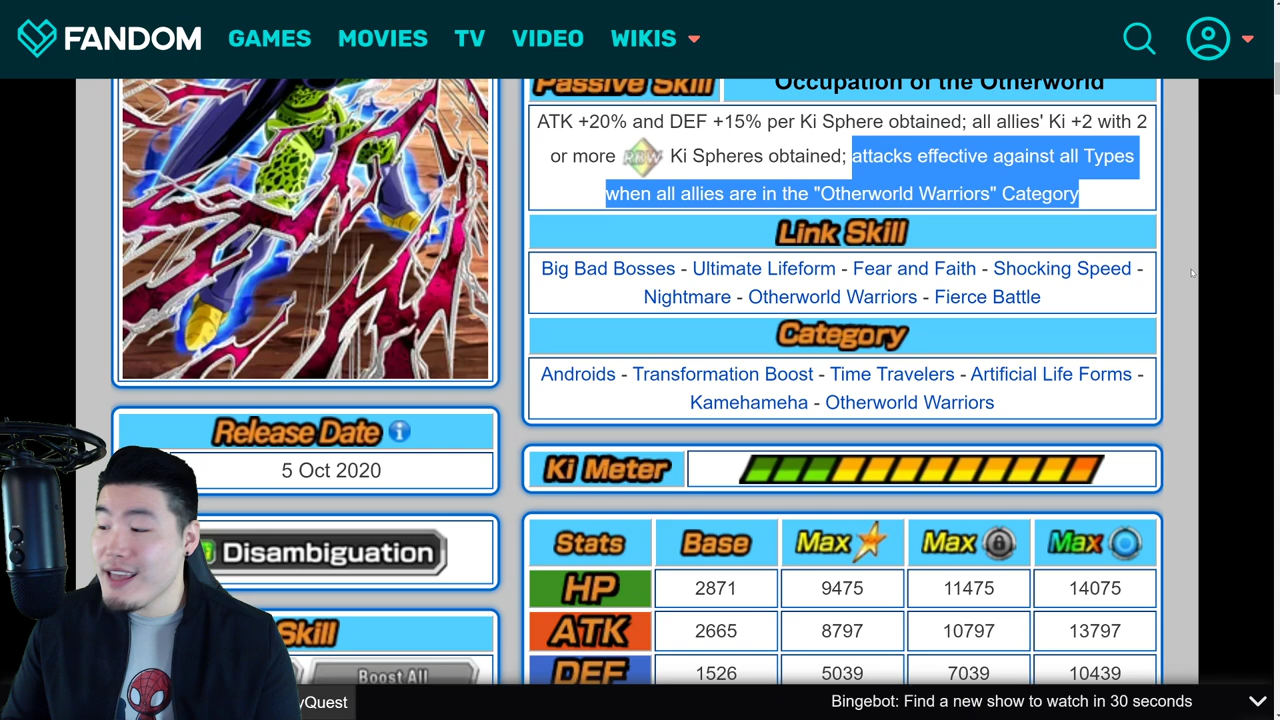 FANDOM GAMES MOVIES TV VIDEO WIKIS
Passive Skill Occupation of the Otherworld
ATK +20% and DEF +15% per Ki Sphere obtained; all allies' Ki +2 with 2
or more RBW Ki Spheres obtained; attacks effective against all Types
when all allies are in the "Otherworld Warriors" Category
Link Skill
Big Bad Bosses - Ultimate Lifeform - Fear and Faith - Shocking Speed -
Nightmare - Otherworld Warriors - Fierce Battle
Category
Androids - Transformation Boost - Time Travelers - Artificial Life Forms -
Kamehameha - Otherworld Warriors
Release Date
5 Oct 2020
Ki Meter
Disambiguation
Stats Base Max Max Max
HP 2871 9475 11475 14075
ATK 2665 8797 10797 13797
DEF 1526 5039 7039 10439
Skill
Boost All
yQuest
Bingebot: Find a new show to watch in 30 seconds